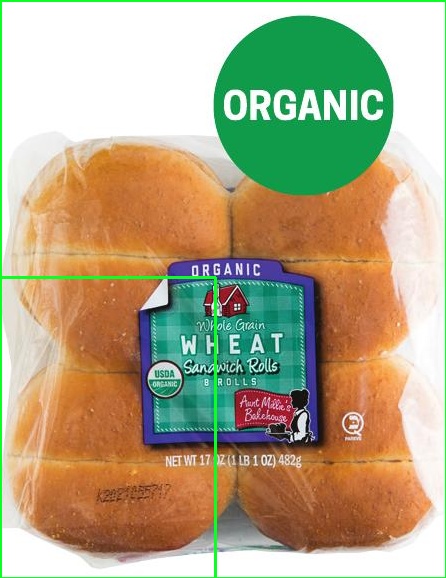 ORGANIC
ORGANIC
Whole Grain
WHEAT
Sandwich Rolls
8 ROLLS
USDA
ORGANIC
Aunt Millie's
Bakehouse
PAREVE
NET WT 17 OZ (1 LB 1 OZ) 482g